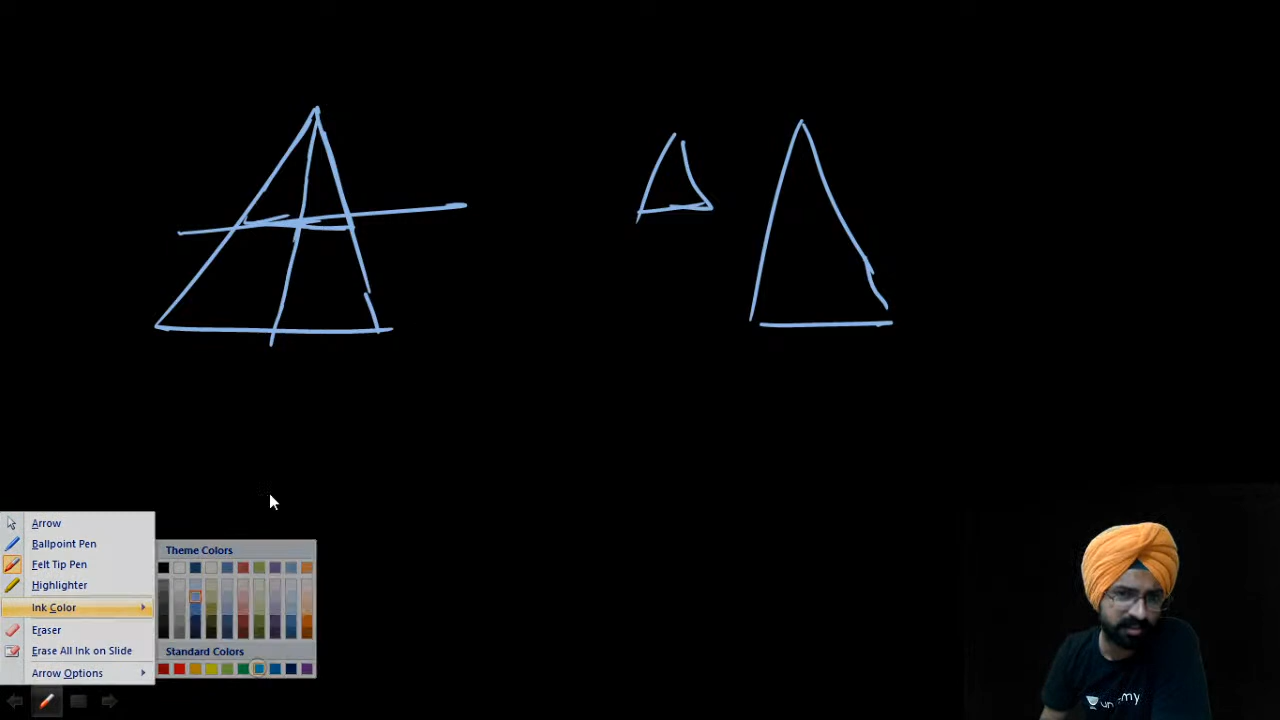 Arrow
Ballpoint Pen
Felt Tip Pen
Highlighter
Ink Color
Eraser
Erase All Ink on Slide
Arrow Options
Theme Colors
Standard Colors